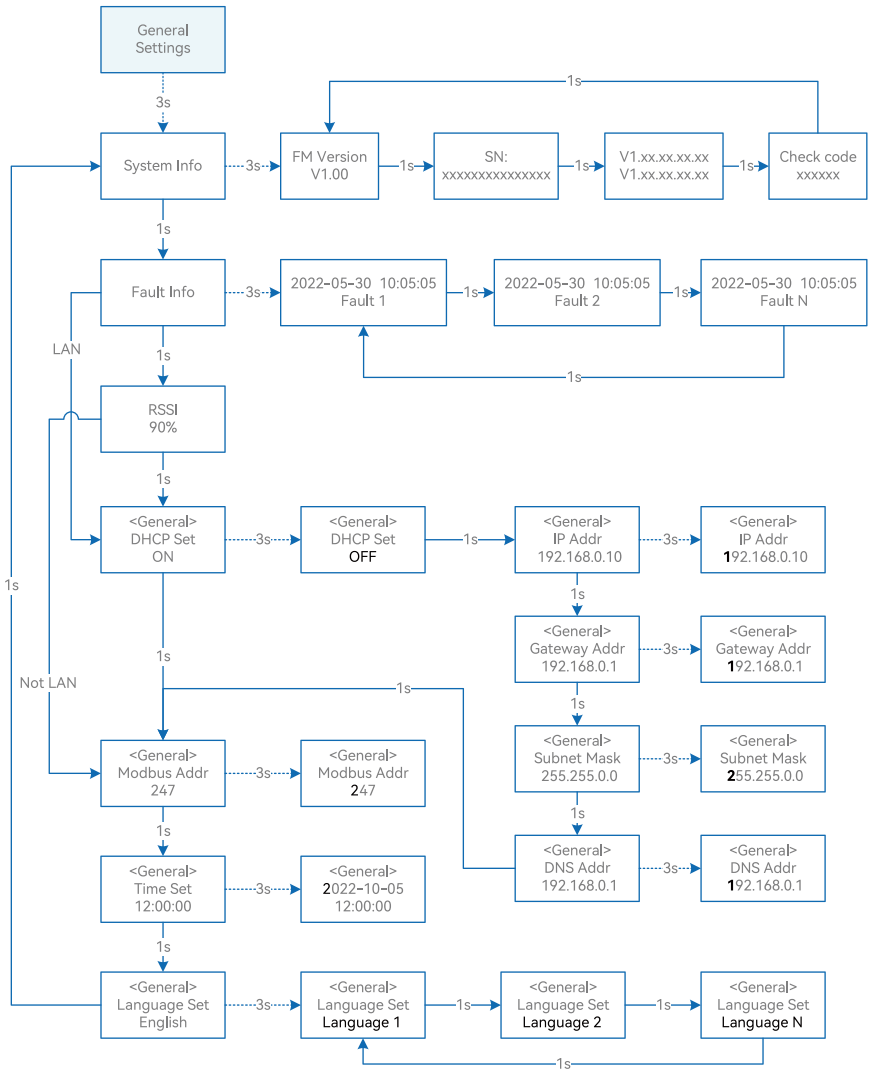 General
Settings
3s
1s
System Info
3s
FM Version
V1.00
1s
SN:
xxxxxxxxxxxxxxx
1s
V1.xx.xx.xx.xx
V1.xx.xx.xx.xx
1s
Check code
xxxxxx
1s
Fault Info
3s
2022-05-30 10:05:05
Fault 1
1s
2022-05-30 10:05:05
Fault 2
1s
2022-05-30 10:05:05
Fault N
LAN
1s
1s
RSSI
90%
1s
<General>
DHCP Set
ON
3s
<General>
DHCP Set
OFF
1s
<General>
IP Addr
192.168.0.10
3s
<General>
IP Addr
192.168.0.10
1s
1s
<General>
Gateway Addr
192.168.0.1
3s
<General>
Gateway Addr
192.168.0.1
1s
Not LAN
1s
1s
<General>
Modbus Addr
247
3s
<General>
Modbus Addr
247
<General>
Subnet Mask
255.255.0.0
3s
<General>
Subnet Mask
255.255.0.0
1s
1s
<General>
Time Set
12:00:00
3s
2022-10-05
12:00:00
<General>
DNS Addr
192.168.0.1
3s
<General>
DNS Addr
192.168.0.1
1s
<General>
Language Set
English
3s
<General>
Language Set
Language 1
1s
<General>
Language Set
Language 2
1s
<General>
Language Set
Language N
1s